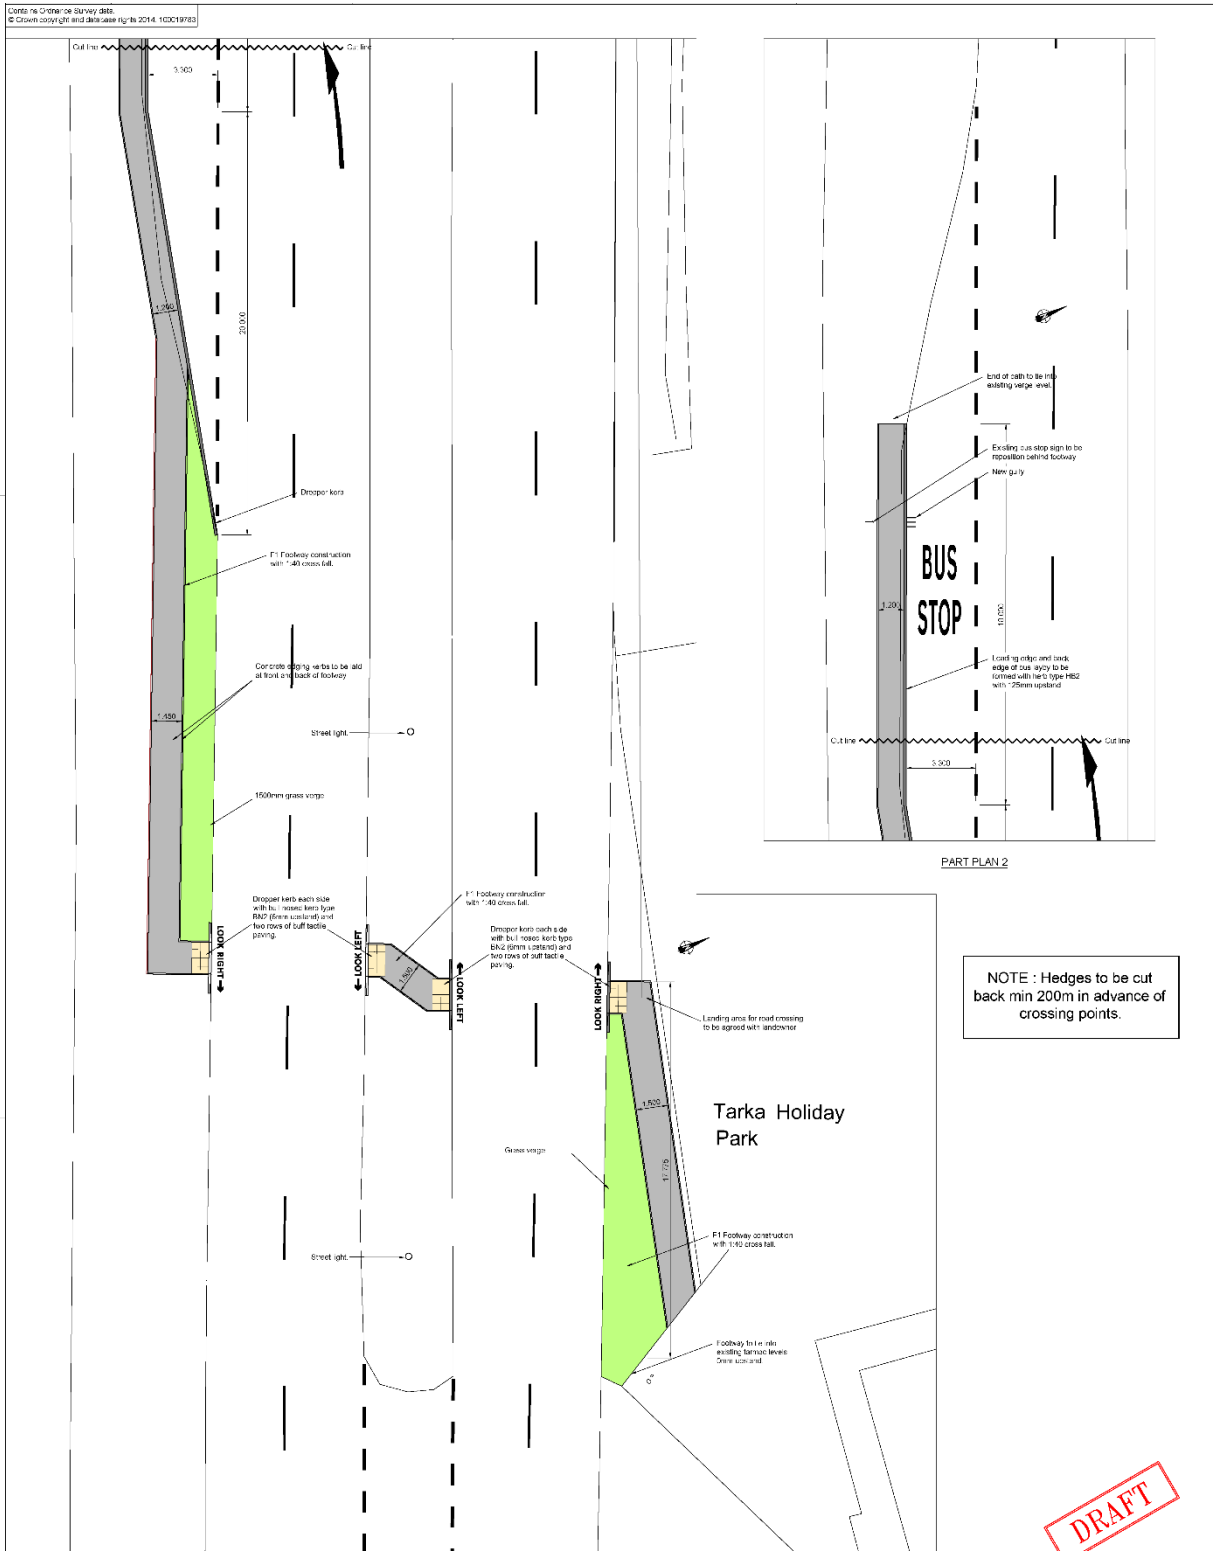 Contains Ordnance Survey data.
© Crown copyright and database rights 2014. 100019783
Cut line
Cut line
3.300
1.200
20.000
Dropper kerb
F1 Footway construction
with 1:40 cross fall.
Concrete edging kerbs to be laid
at front and back of footway
1.450
Street light.
1500mm grass verge
Dropper kerb each side
with bull nosed kerb type
BN2 (6mm upstand) and
two rows of buff tactile
paving.
LOOK RIGHT
LOOK LEFT
F1 Footway construction
with 1:40 cross fall.
1.500
Dropper kerb each side
with bull nosed kerb type
BN2 (6mm upstand) and
two rows of buff tactile
paving.
LOOK LEFT
LOOK RIGHT
Landing area for road crossing
to be agreed with landowner
1.500
17.775
Tarka Holiday
Park
Grass verge
F1 Footway construction
with 1:40 cross fall.
Street light.
Footway to tie into
existing tarmac levels
0mm upstand.
End of path to tie into
existing verge level.
Existing bus stop sign to be
reposition behind footway
New gully
BUS
STOP
1.200
18.000
Leading edge and back
edge of bus layby to be
formed with kerb type HB2
with 125mm upstand
Cut line
Cut line
3.300
PART PLAN 2
NOTE : Hedges to be cut
back min 200m in advance of
crossing points.
DRAFT